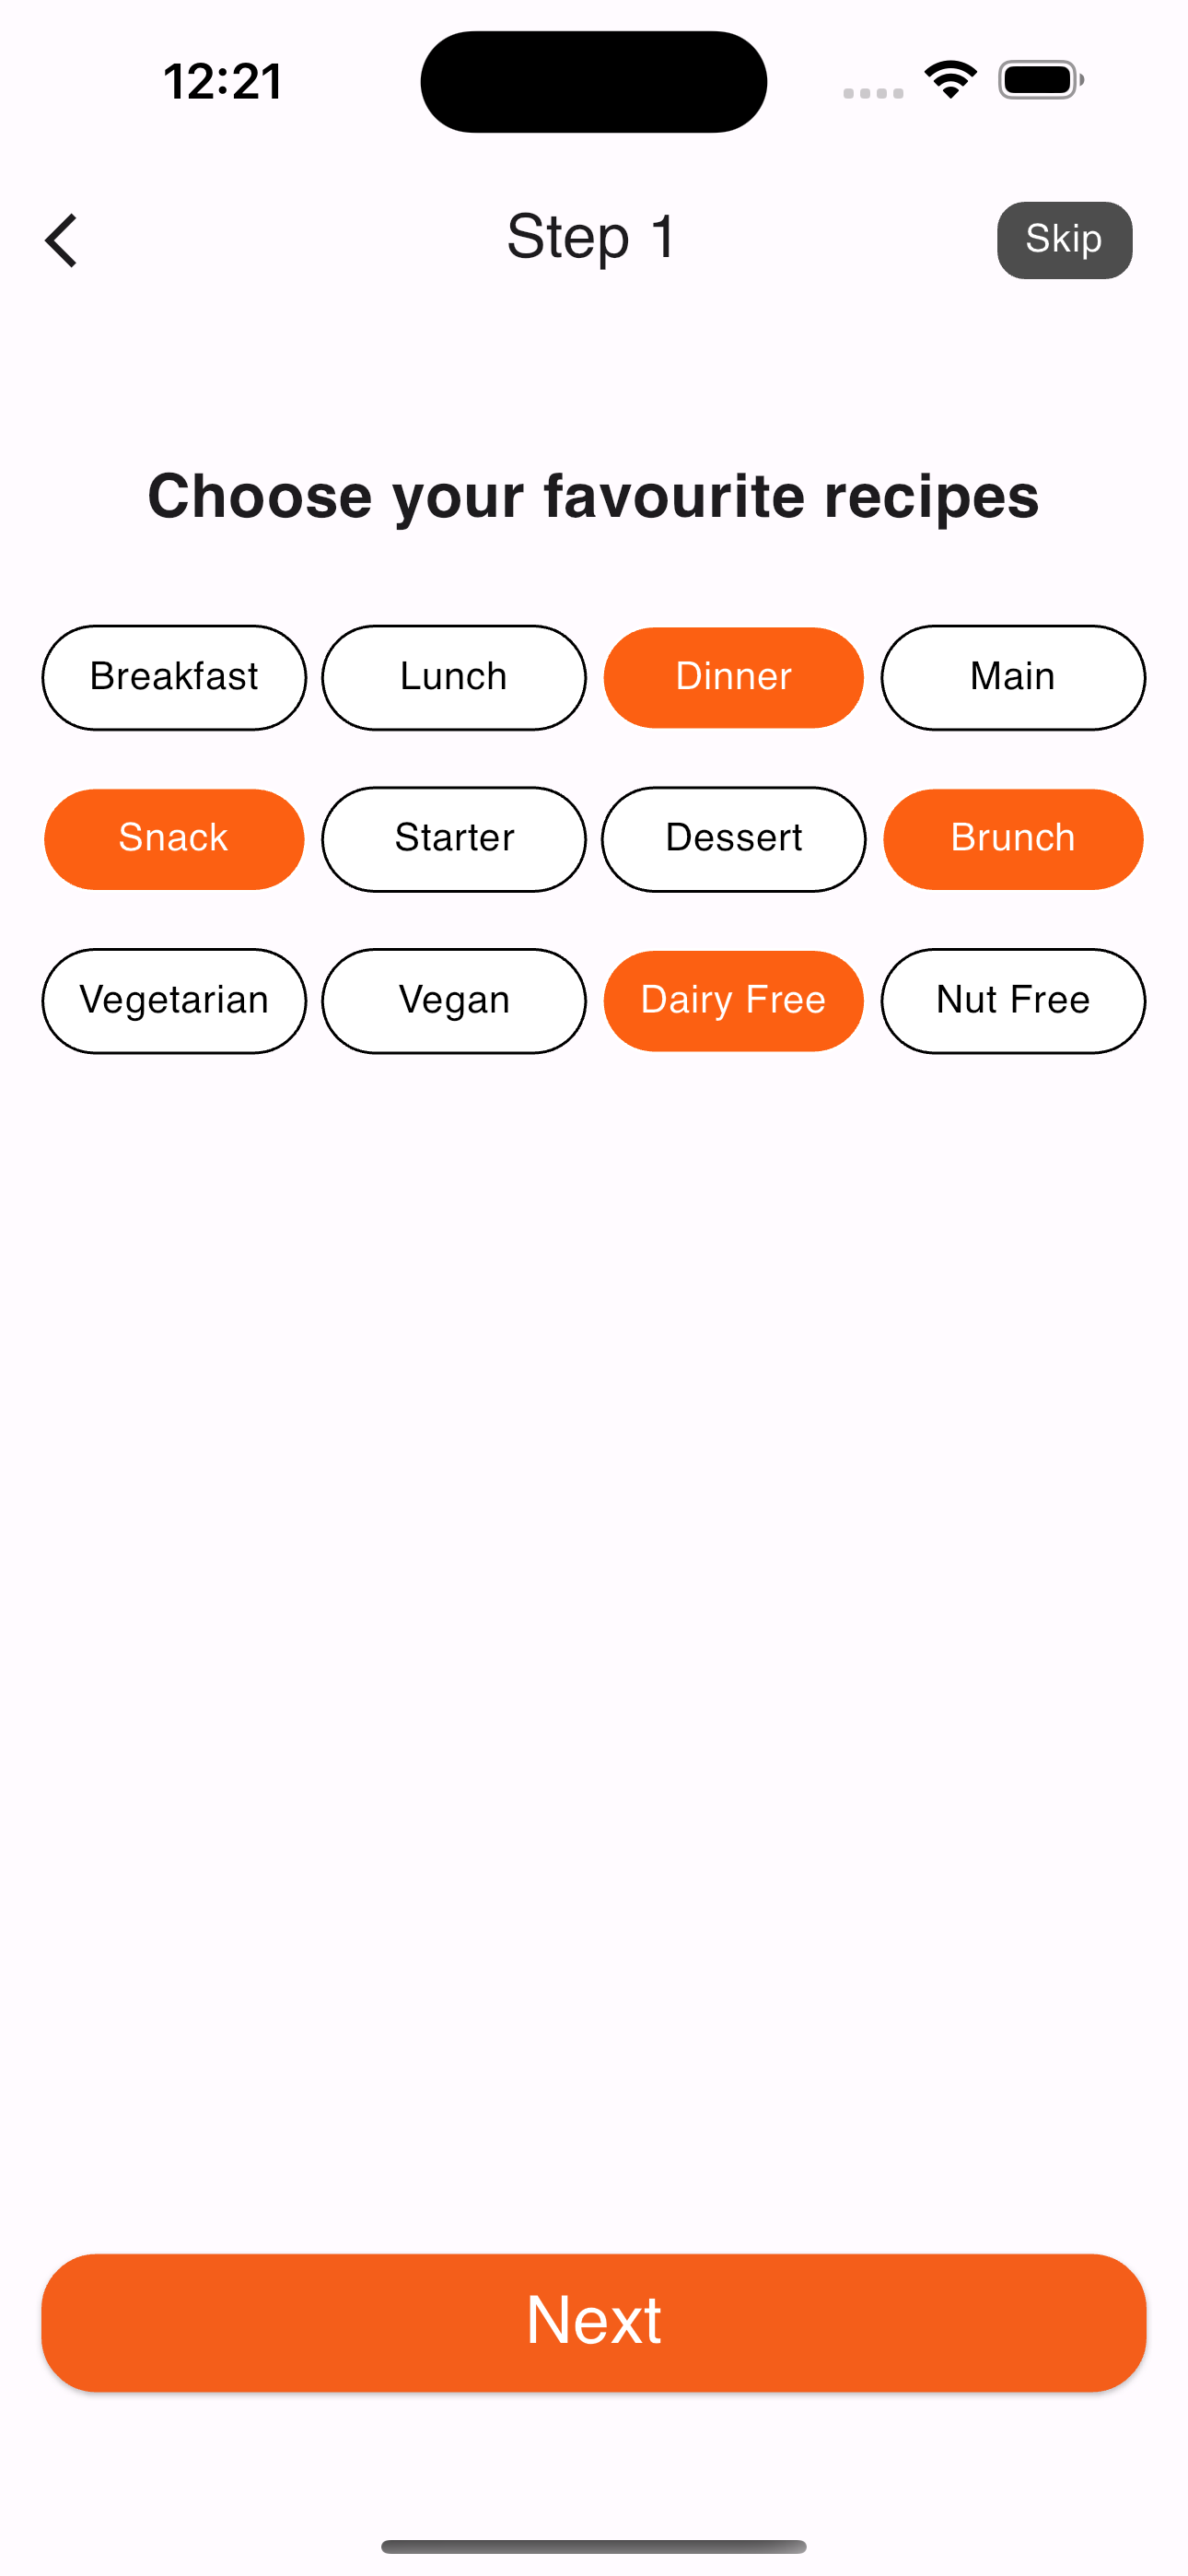 12:21
Step 1
Skip
Choose your favourite recipes
Breakfast Lunch Dinner Main
Snack Starter Dessert Brunch
Vegetarian Vegan Dairy Free Nut Free
Next